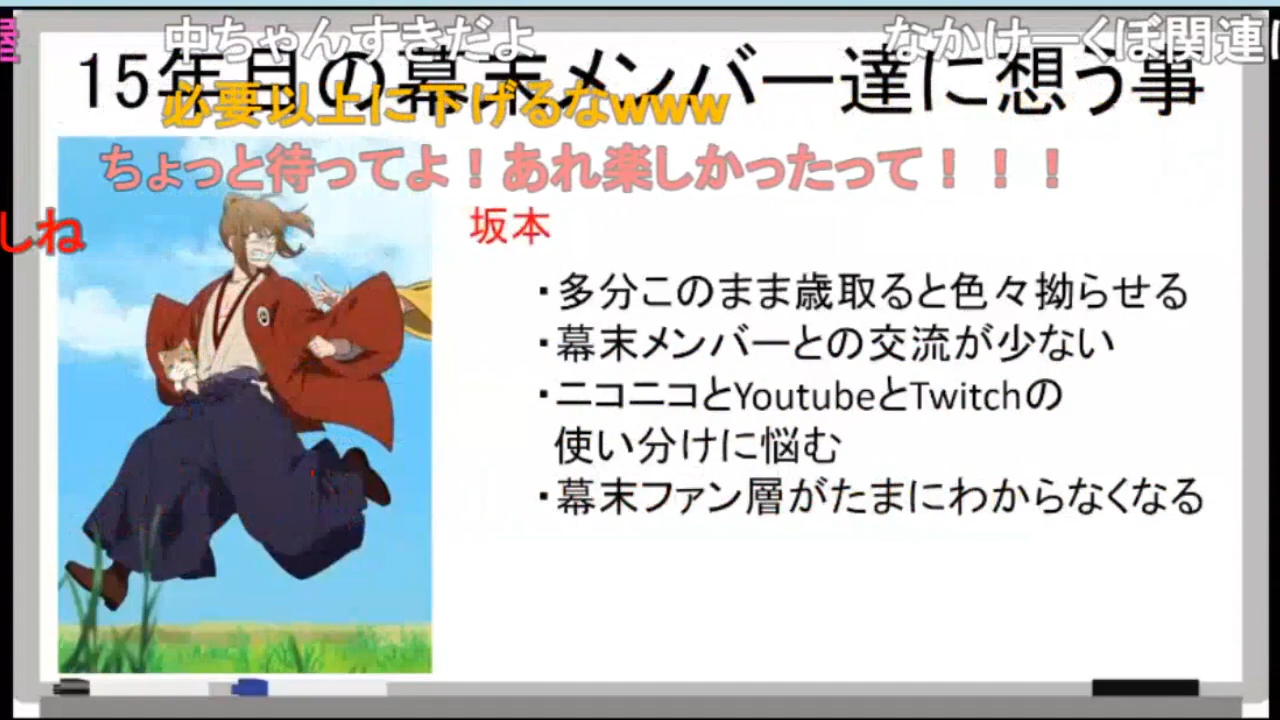 中ちゃんすきだよ
なかけーくぼ関連
15年目の幕末メンバー達に想う事
必要以上に下げるなwww
ちょっと待ってよ！あれ楽しかったって！！！
しね
坂本
・多分このまま歳取ると色々拗らせる
・幕末メンバーとの交流が少ない
・ニコニコとYoutubeとTwitchの
使い分けに悩む
・幕末ファン層がたまにわからなくなる